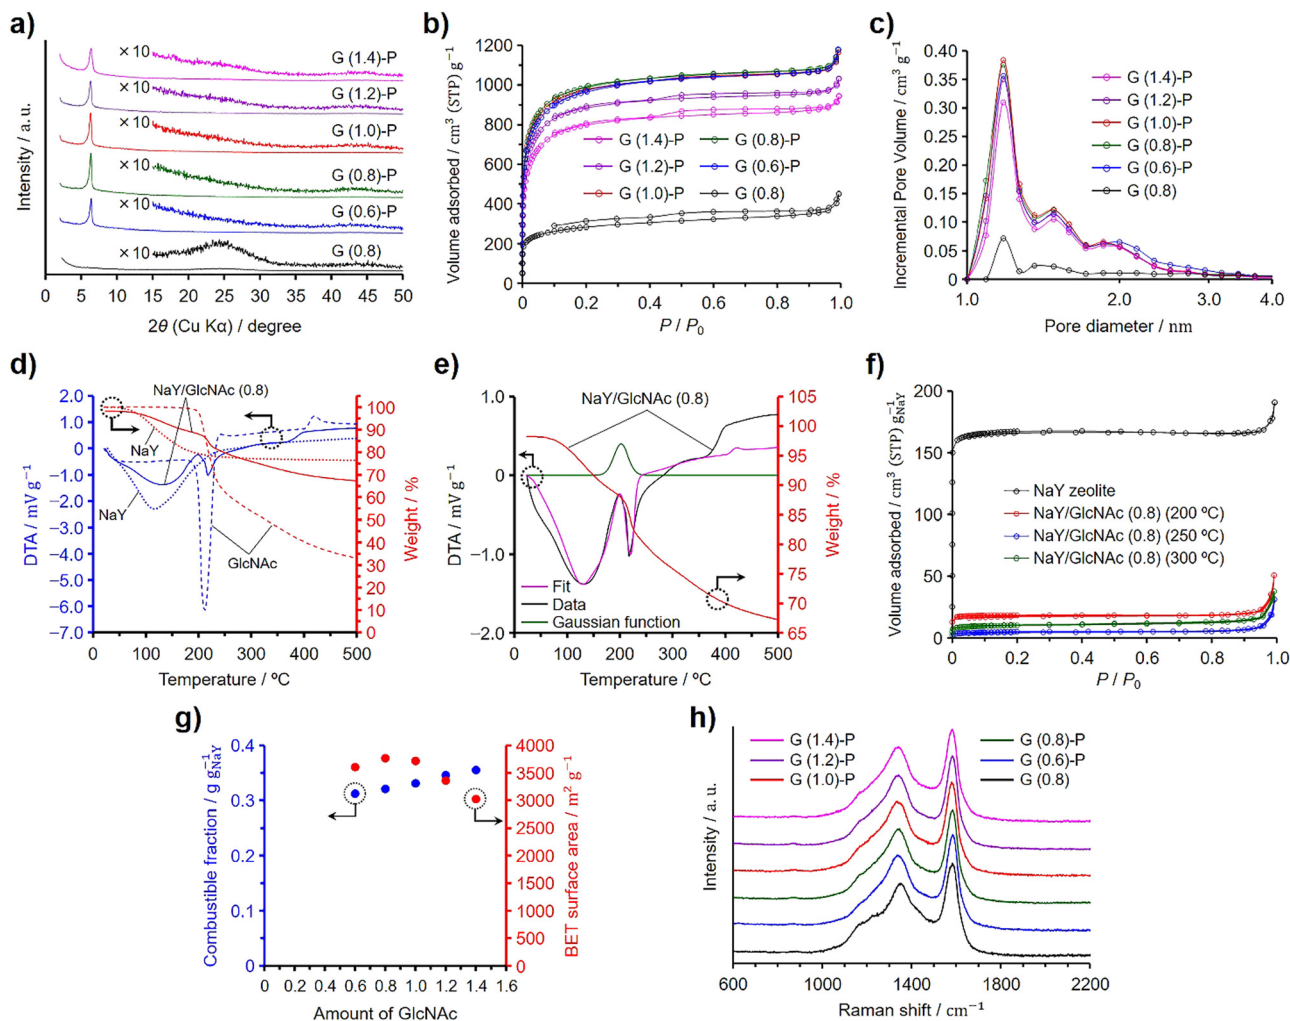 a)
Intensity / a.u.
× 10
G (1.4)-P
× 10
G (1.2)-P
× 10
G (1.0)-P
× 10
G (0.8)-P
× 10
G (0.6)-P
× 10
G (0.8)
0 5 10 15 20 25 30 35 40 45 50
2θ (Cu Kα) / degree
b)
Volume adsorbed / cm³ (STP) g⁻¹
1200
1000
800
600
400
200
0
G (1.4)-P
G (0.8)-P
G (1.2)-P
G (0.6)-P
G (1.0)-P
G (0.8)
0 0.2 0.4 0.6 0.8 1.0
P / P₀
c)
Incremental Pore Volume / cm³ g⁻¹
0.40
0.35
0.30
0.25
0.20
0.15
0.10
0.05
0
G (1.4)-P
G (1.2)-P
G (1.0)-P
G (0.8)-P
G (0.6)-P
G (0.8)
1.0 2.0 3.0 4.0
Pore diameter / nm
d)
DTA / mV g⁻¹
2.0
1.0
0
−1.0
−2.0
−3.0
−4.0
−5.0
−6.0
−7.0
NaY/GlcNAc (0.8)
NaY
NaY
GlcNAc
100
90
80
70
60
50
40
30
20
10
0
Weight / %
0 100 200 300 400 500
Temperature / ºC
e)
DTA / mV g⁻¹
1.0
0
−1.0
−2.0
NaY/GlcNAc (0.8)
Fit
Data
Gaussian function
105
100
95
90
85
80
75
70
65
Weight / %
0 100 200 300 400 500
Temperature / ºC
f)
Volume adsorbed / cm³ (STP) g⁻¹NaY
200
150
100
50
0
NaY zeolite
NaY/GlcNAc (0.8) (200 ºC)
NaY/GlcNAc (0.8) (250 ºC)
NaY/GlcNAc (0.8) (300 ºC)
0 0.2 0.4 0.6 0.8 1.0
P / P₀
g)
Combustible fraction / g g⁻¹NaY
0.4
0.3
0.2
0.1
0
4000
3500
3000
2500
2000
1500
1000
500
0
BET surface area / m² g⁻¹
0 0.2 0.4 0.6 0.8 1.0 1.2 1.4 1.6
Amount of GlcNAc
h)
Intensity / a. u.
G (1.4)-P
G (0.8)-P
G (1.2)-P
G (0.6)-P
G (1.0)-P
G (0.8)
600 1000 1400 1800 2200
Raman shift / cm⁻¹